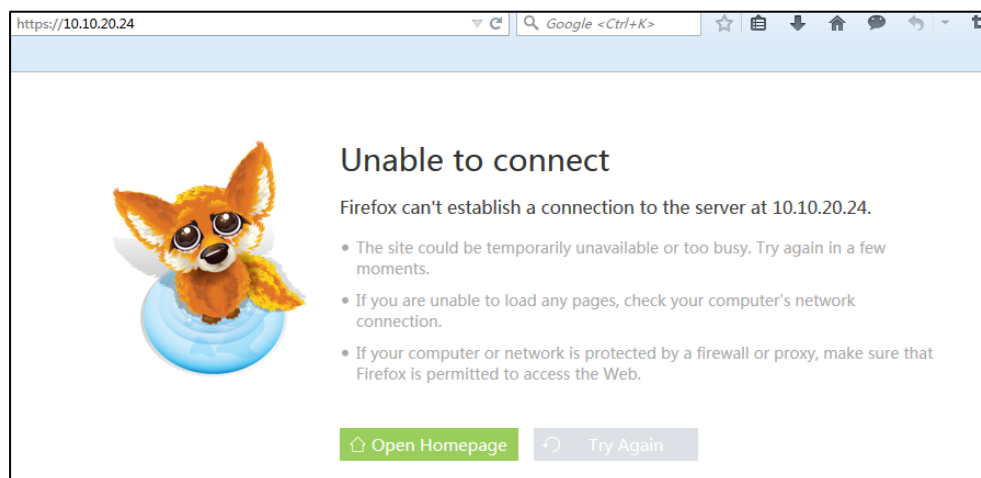 https://10.10.20.24
Google <Ctrl+K>
Unable to connect
Firefox can't establish a connection to the server at 10.10.20.24.
• The site could be temporarily unavailable or too busy. Try again in a few
moments.
• If you are unable to load any pages, check your computer's network
connection.
• If your computer or network is protected by a firewall or proxy, make sure that
Firefox is permitted to access the Web.
Open Homepage
Try Again